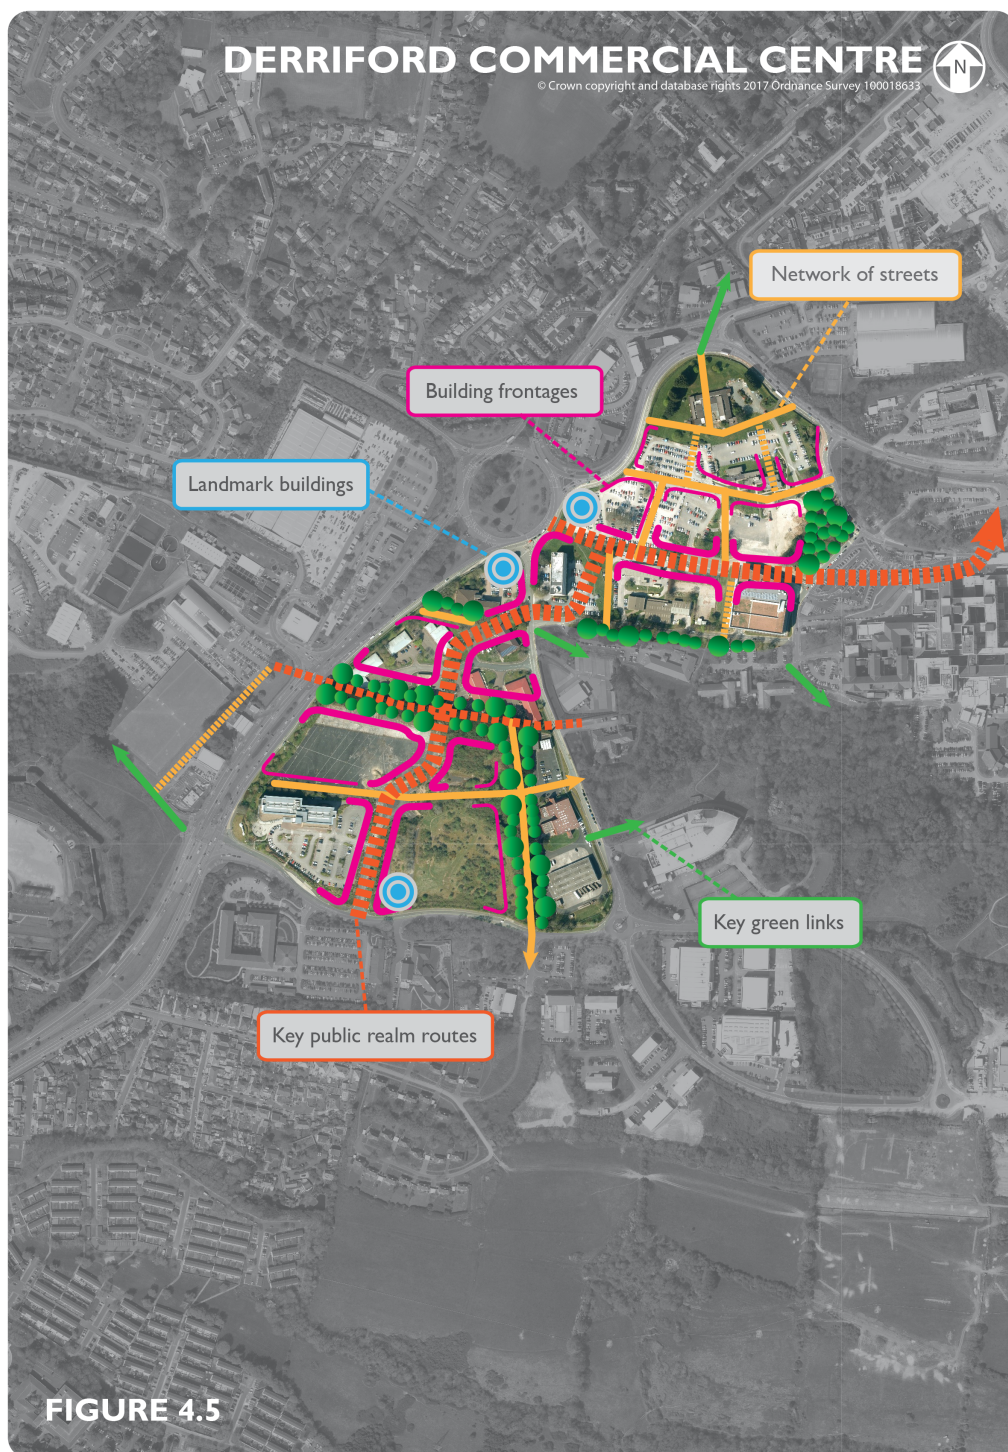 DERRIFORD COMMERCIAL CENTRE
N
© Crown copyright and database rights 2017 Ordnance Survey 100018633
Network of streets
Building frontages
Landmark buildings
Key green links
Key public realm routes
FIGURE 4.5